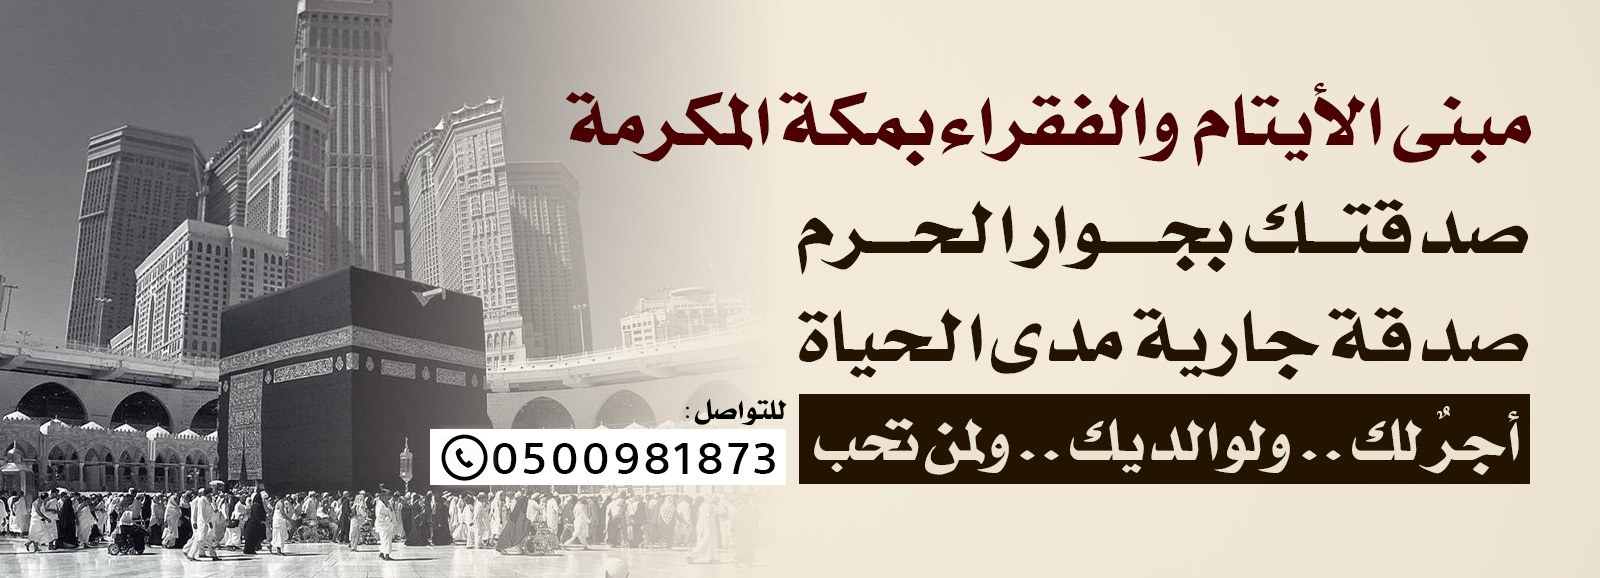 مبنى الأيتام والفقراء بمكة المكرمة
صدقتك بجوار الحرم
صدقة جارية مدى الحياة
أجرٌ لك .. ولوالديك .. ولمن تحب
للتواصل:
0500981873